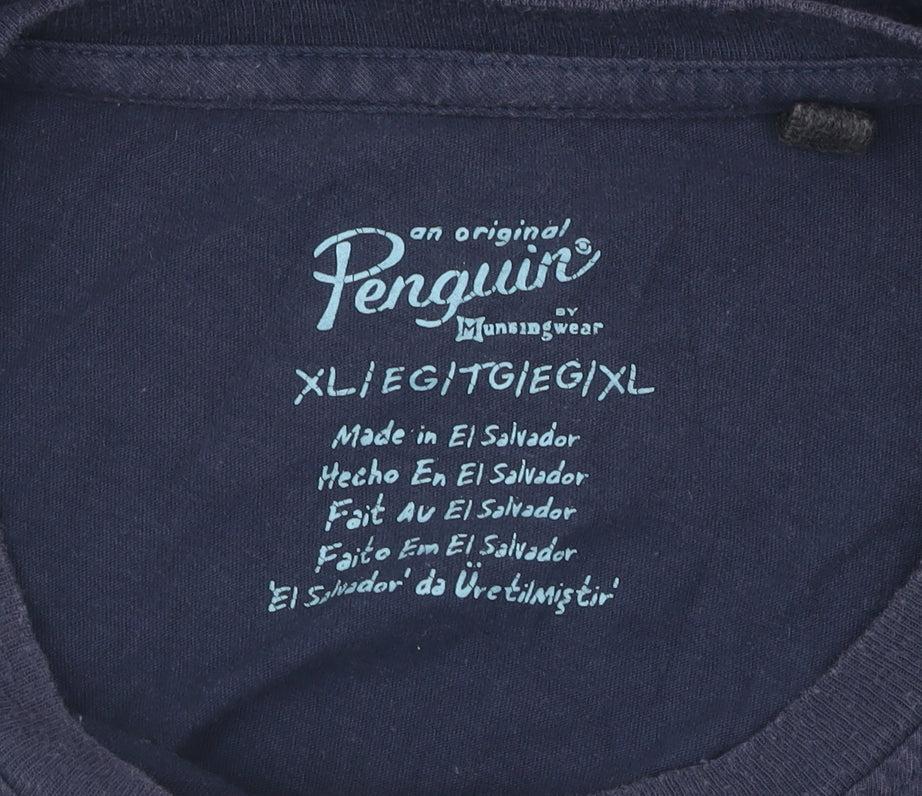 an original
Penguin®
BY
Munsingwear
XL/EG/TG/EG/XL
Made in El Salvador
Hecho En El Salvador
Fait Au El Salvador
Faito Em El Salvador
'El Salvador' da Üretilmiştir'